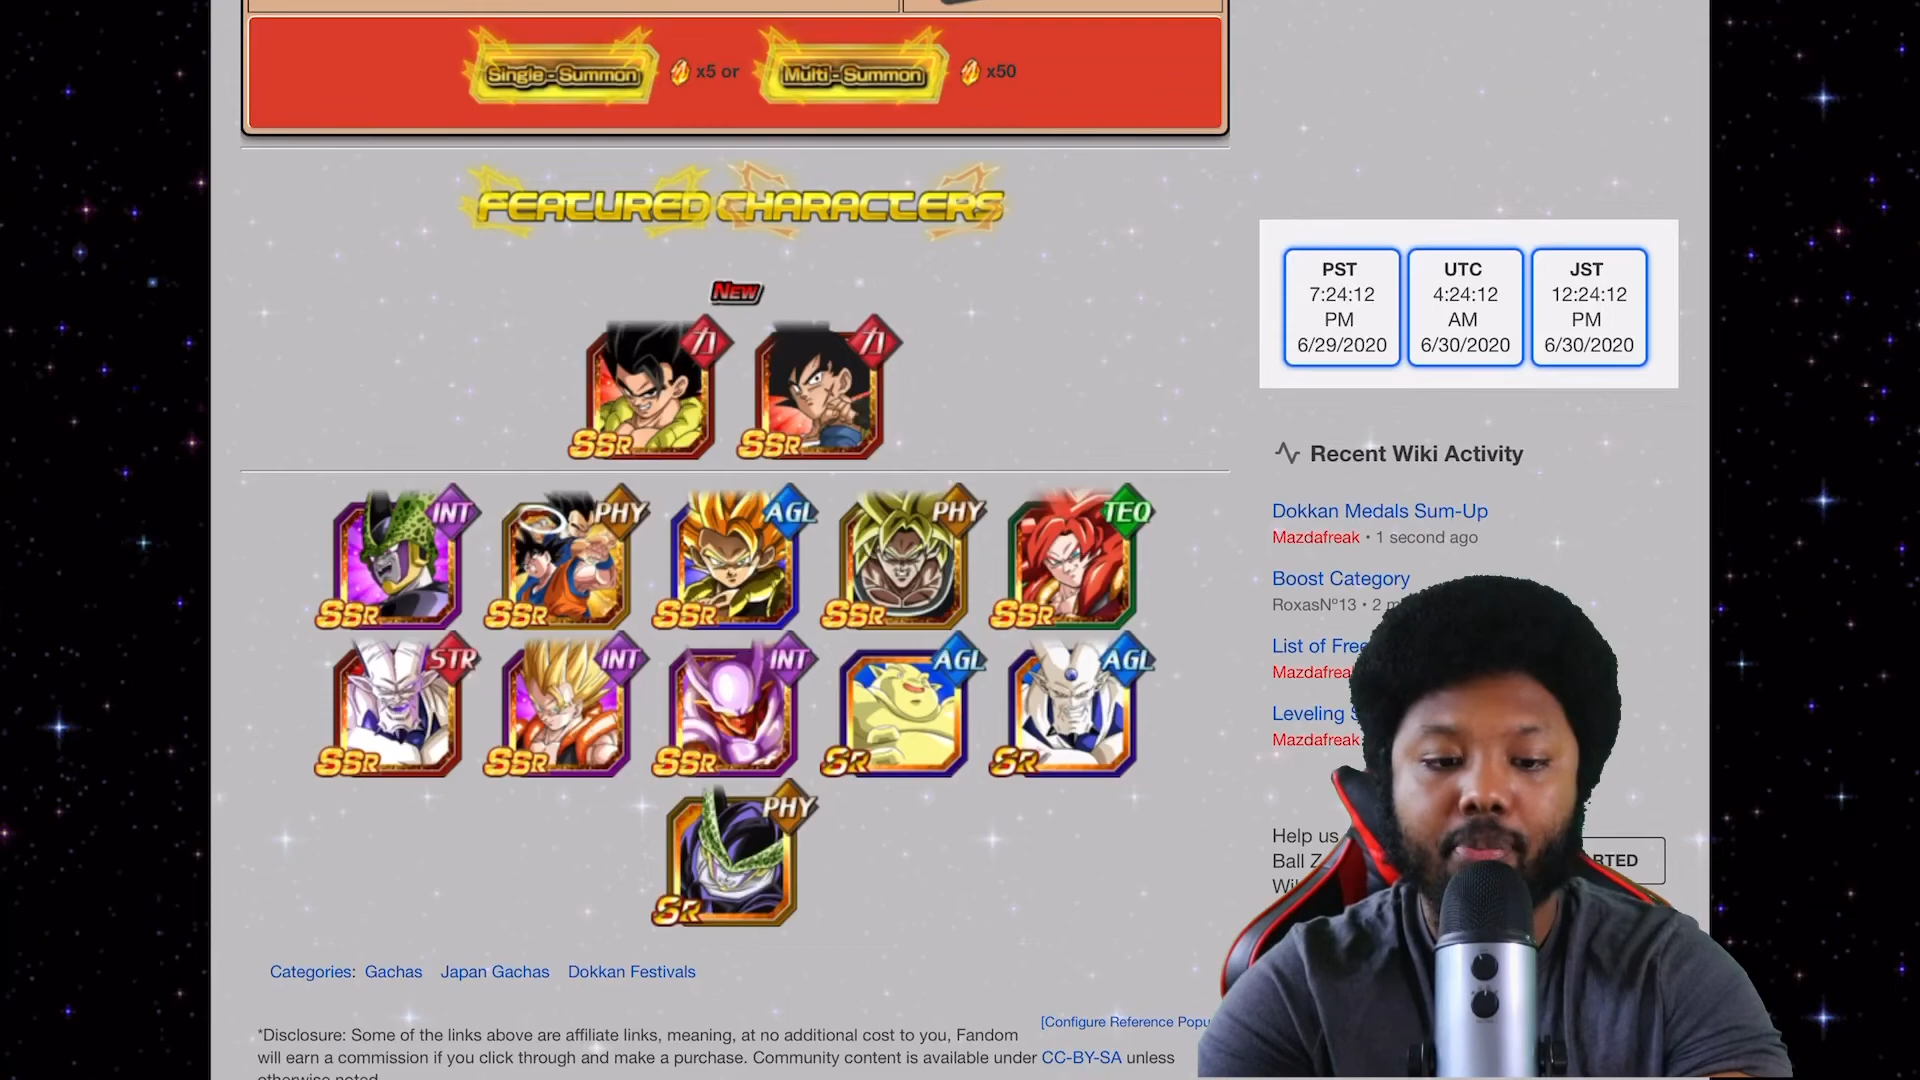 Single-Summon x5 or Multi-Summon x50
FEATURED CHARACTERS
NEW
力 力
SSR SSR
INT PHY AGL PHY TEQ
SSR SSR SSR SSR SSR
STR INT INT AGL AGL
SSR SSR SSR SR SR
PHY
SR
Categories: Gachas Japan Gachas Dokkan Festivals
[Configure Reference Popu
*Disclosure: Some of the links above are affiliate links, meaning, at no additional cost to you, Fandom
will earn a commission if you click through and make a purchase. Community content is available under CC-BY-SA unless
otherwise noted.
PST
7:24:12
PM
6/29/2020
UTC
4:24:12
AM
6/30/2020
JST
12:24:12
PM
6/30/2020
Recent Wiki Activity
Dokkan Medals Sum-Up
Mazdafreak • 1 second ago
Boost Category
RoxasNº13 • 2 m
List of Free
Mazdafrea
Leveling S
Mazdafreak
Help us
Ball Z
Wi
RTED